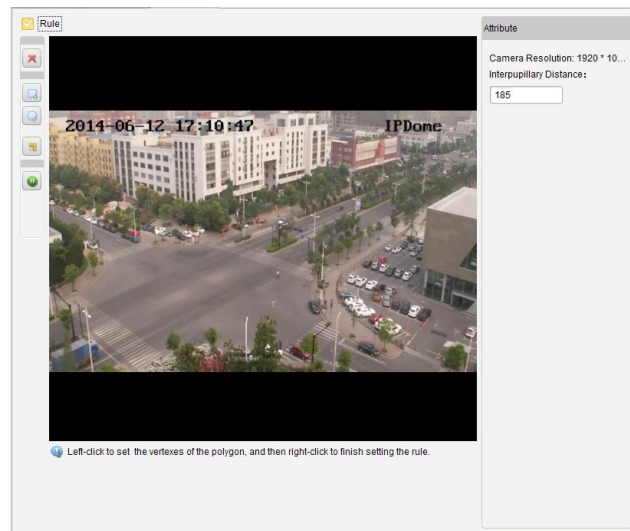 Rule
Attribute
Camera Resolution: 1920 * 10...
Interpupillary Distance:
185
2014-06-12 17:10:47 IPDome
Left-click to set the vertexes of the polygon, and then right-click to finish setting the rule.